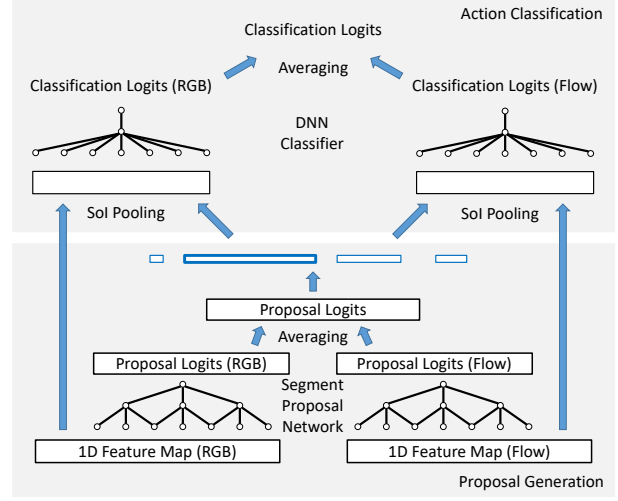 Action Classification
Classification Logits
Averaging
Classification Logits (RGB)
Classification Logits (Flow)
DNN
Classifier
SoI Pooling
SoI Pooling
Proposal Logits
Averaging
Proposal Logits (RGB)
Proposal Logits (Flow)
Segment
Proposal
Network
1D Feature Map (RGB)
1D Feature Map (Flow)
Proposal Generation